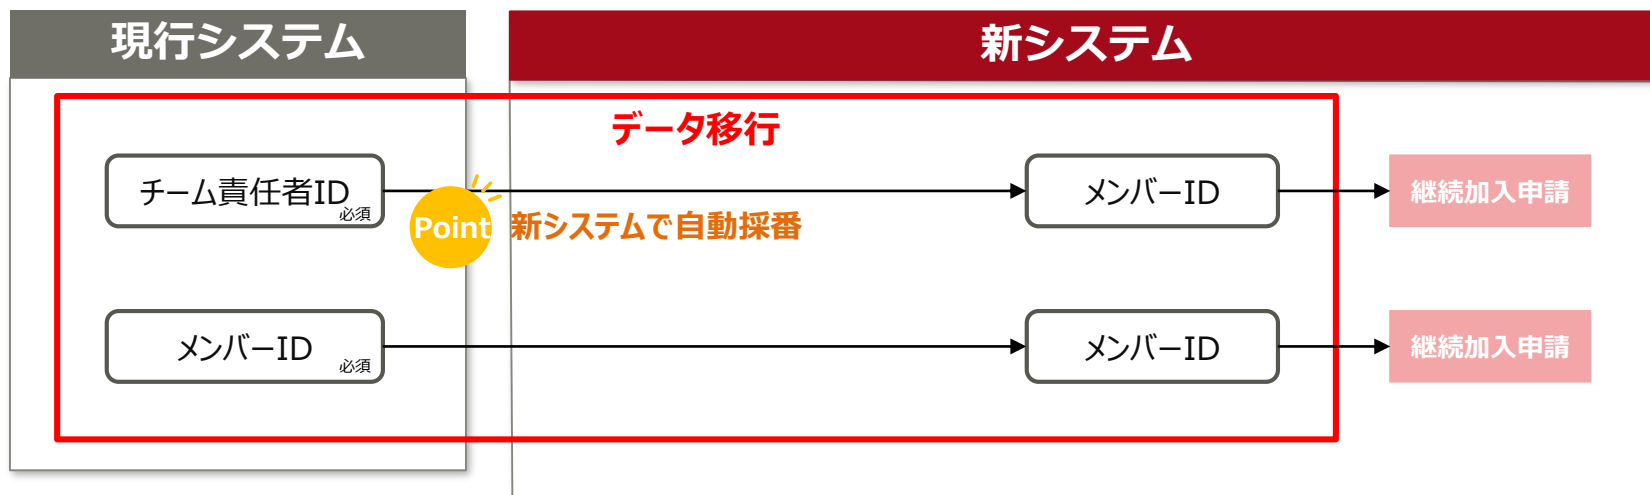 現行システム
新システム
データ移行
チーム責任者ID
必須
メンバーID
継続加入申請
Point
新システムで自動採番
メンバーID
必須
メンバーID
継続加入申請